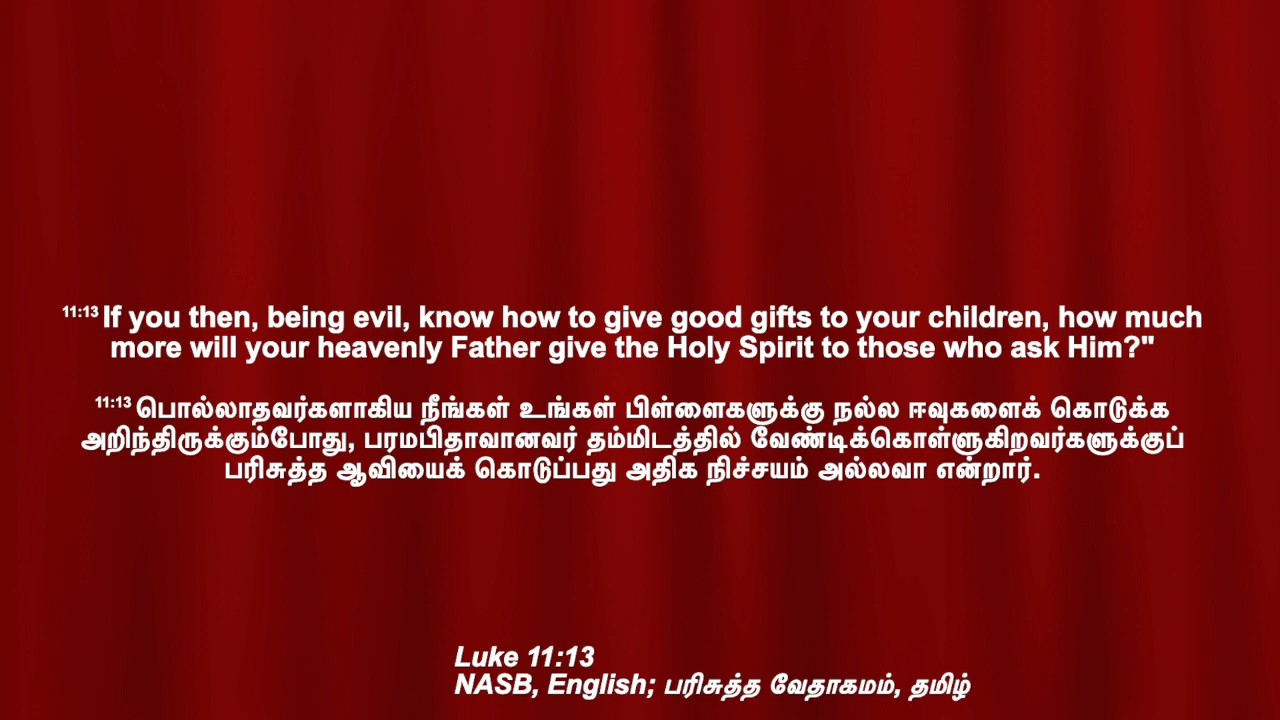 11:13 If you then, being evil, know how to give good gifts to your children, how much
more will your heavenly Father give the Holy Spirit to those who ask Him?"
11:13 பொல்லாதவர்களாகிய நீங்கள் உங்கள் பிள்ளைகளுக்கு நல்ல ஈவுகளைக் கொடுக்க
அறிந்திருக்கும்போது, பரமபிதாவானவர் தம்மிடத்தில் வேண்டிக்கொள்ளுகிறவர்களுக்குப்
பரிசுத்த ஆவியைக் கொடுப்பது அதிக நிச்சயம் அல்லவா என்றார்.
Luke 11:13
NASB, English; பரிசுத்த வேதாகமம், தமிழ்